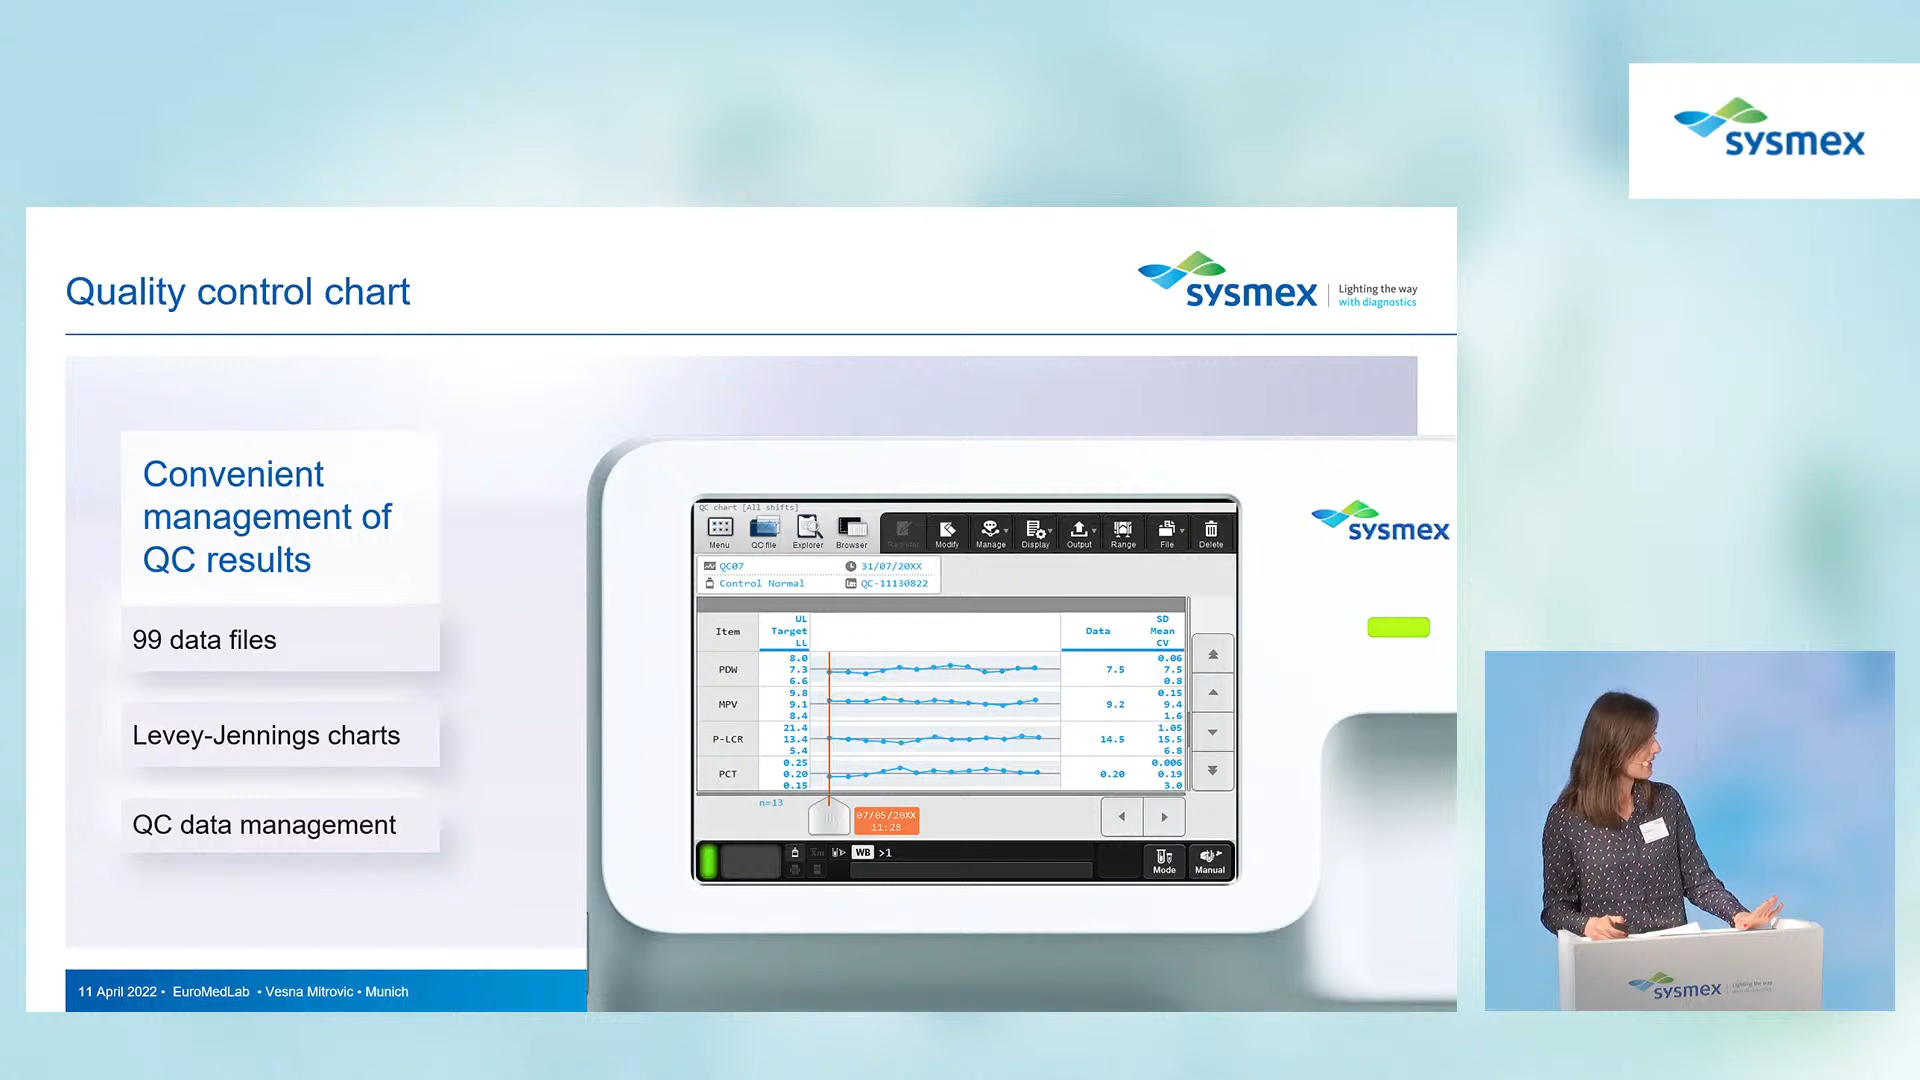 sysmex
Quality control chart
sysmex
Lighting the way
with diagnostics
Convenient
management of
QC results
99 data files
Levey-Jennings charts
QC data management
QC chart [All shifts]
Menu QC file Explorer Browser Register Modify Manage Display Output Range File Delete
QC07 31/07/20XX
Control Normal QC-11130822
Item UL Target LL Data SD Mean CV
PDW 8.0 7.3 6.6 7.5 0.06 7.5 0.8
MPV 9.8 9.1 8.4 9.2 0.15 9.4 1.6
P-LCR 21.4 13.4 5.4 14.5 1.05 15.5 6.8
PCT 0.25 0.20 0.15 0.20 0.006 0.19 3.0
n=13
07/05/20XX
11:28
WB >1
Mode Manual
sysmex
11 April 2022 • EuroMedLab • Vesna Mitrovic • Munich
sysmex